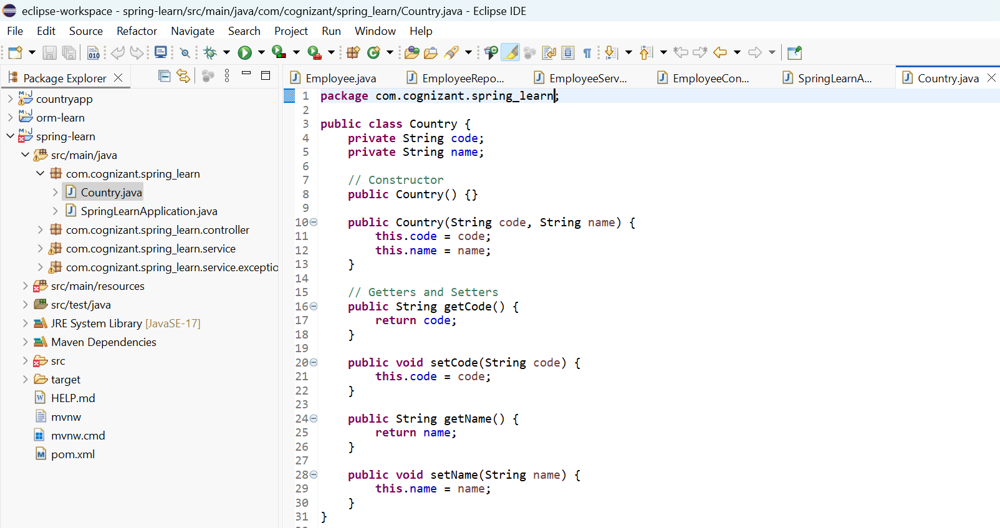 eclipse-workspace - spring-learn/src/main/java/com/cognizant/spring_learn/Country.java - Eclipse IDE
File Edit Source Refactor Navigate Search Project Run Window Help
Package Explorer
countryapp
orm-learn
spring-learn
src/main/java
com.cognizant.spring_learn
Country.java
SpringLearnApplication.java
com.cognizant.spring_learn.controller
com.cognizant.spring_learn.service
com.cognizant.spring_learn.service.exceptio
src/main/resources
src/test/java
JRE System Library [JavaSE-17]
Maven Dependencies
src
target
HELP.md
mvnw
mvnw.cmd
pom.xml
Employee.java EmployeeRepo... EmployeeServ... EmployeeCon... SpringLearnA... Country.java
1 package com.cognizant.spring_learn;
2
3 public class Country {
4 private String code;
5 private String name;
6
7 // Constructor
8 public Country() {}
9
10 public Country(String code, String name) {
11 this.code = code;
12 this.name = name;
13 }
14
15 // Getters and Setters
16 public String getCode() {
17 return code;
18 }
19
20 public void setCode(String code) {
21 this.code = code;
22 }
23
24 public String getName() {
25 return name;
26 }
27
28 public void setName(String name) {
29 this.name = name;
30 }
31 }